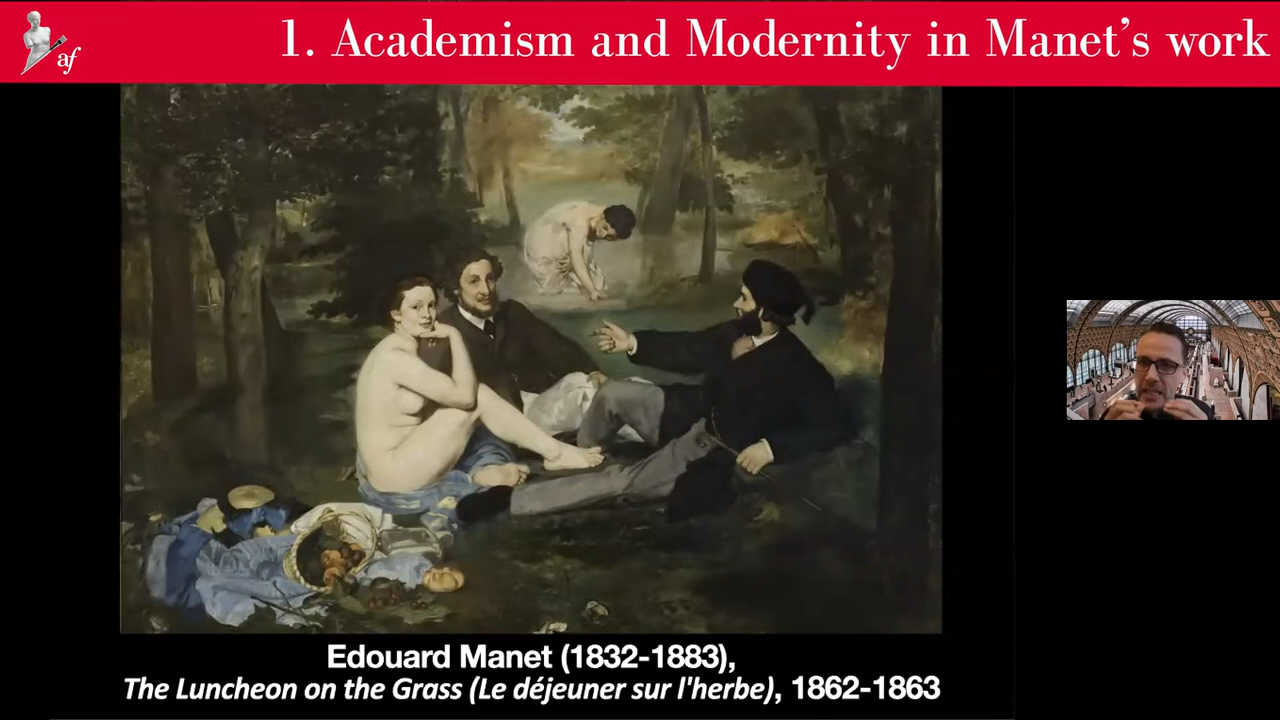 af
1. Academism and Modernity in Manet’s work
Edouard Manet (1832-1883),
The Luncheon on the Grass (Le déjeuner sur l'herbe), 1862-1863